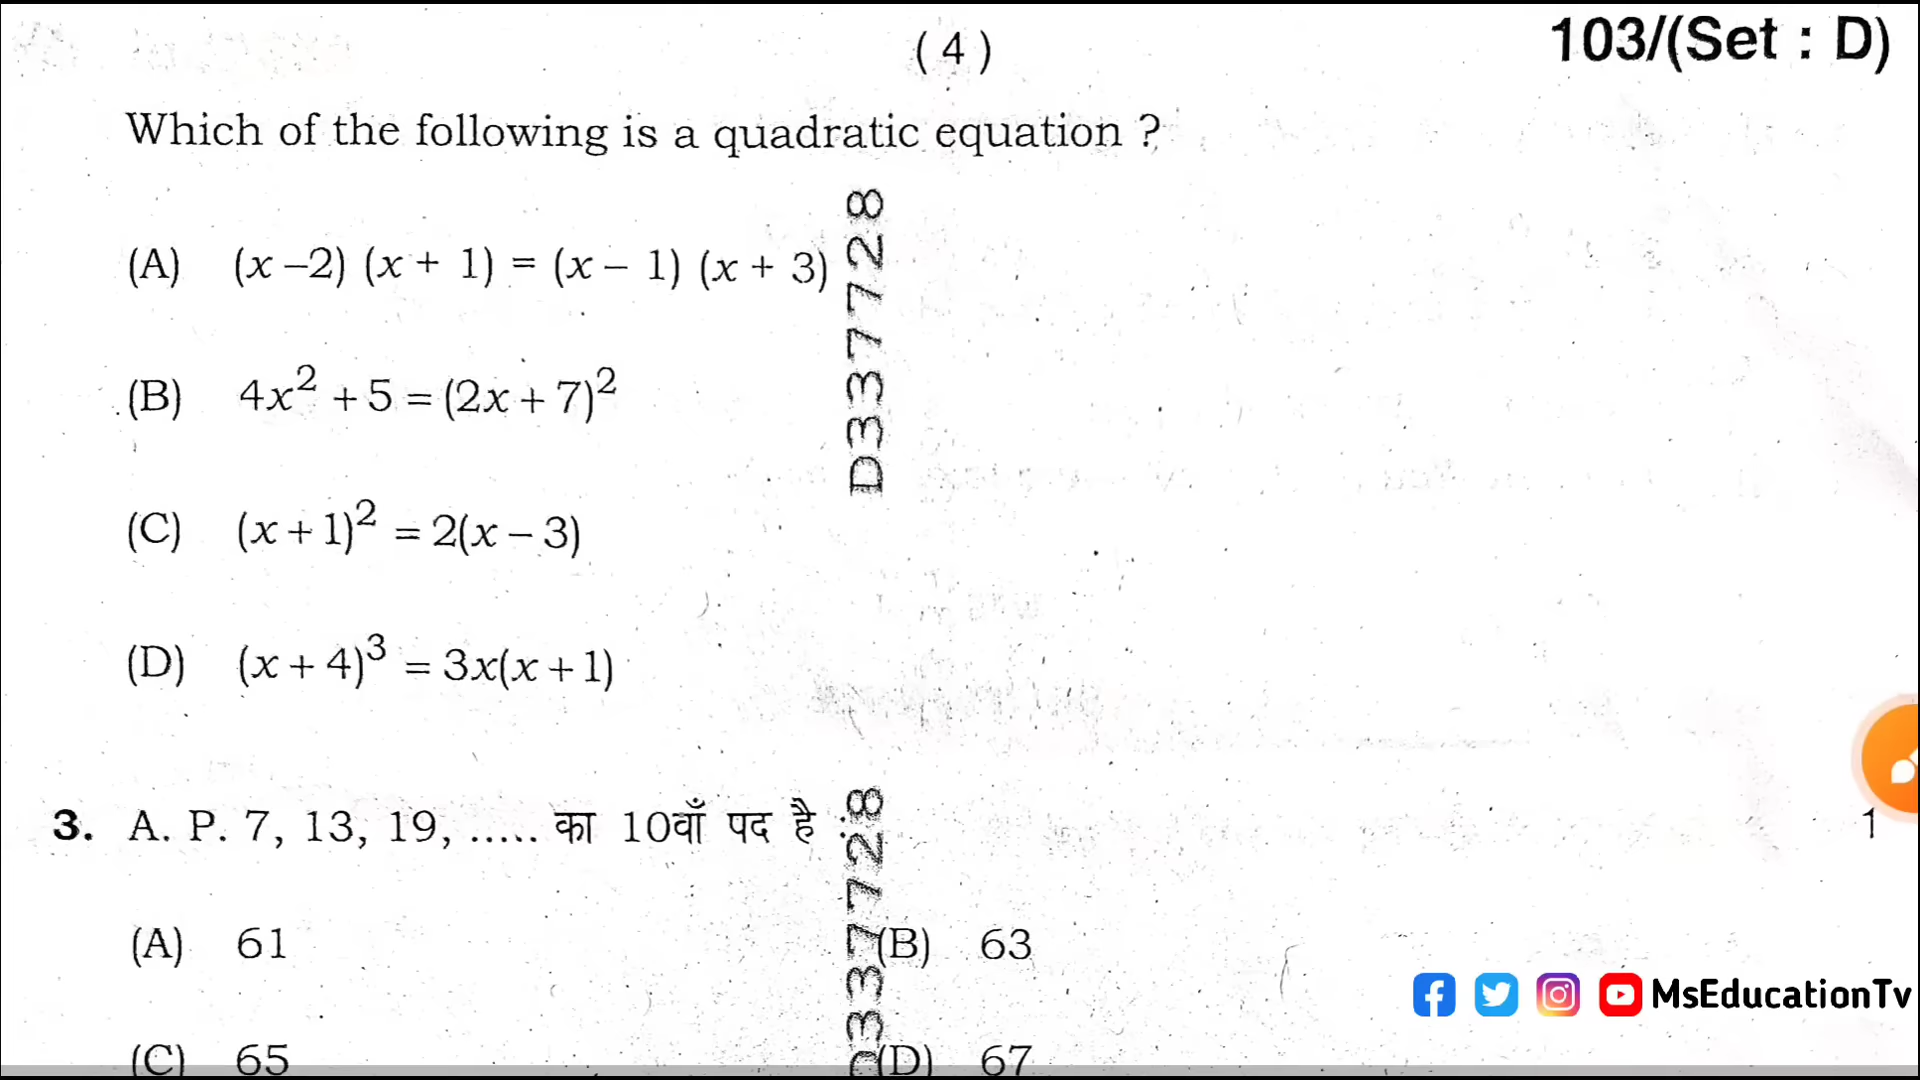 ( 4 )
103/(Set : D)
Which of the following is a quadratic equation ?
(A) (x –2) (x + 1) = (x – 1) (x + 3)
(B) 4x² + 5 = (2x + 7)²
(C) (x + 1)² = 2(x – 3)
(D) (x + 4)³ = 3x(x + 1)
D337728
3. A. P. 7, 13, 19, ..... का 10वाँ पद है : 1
(A) 61
(B) 63
(C) 65
(D) 67
D337728
MsEducationTv